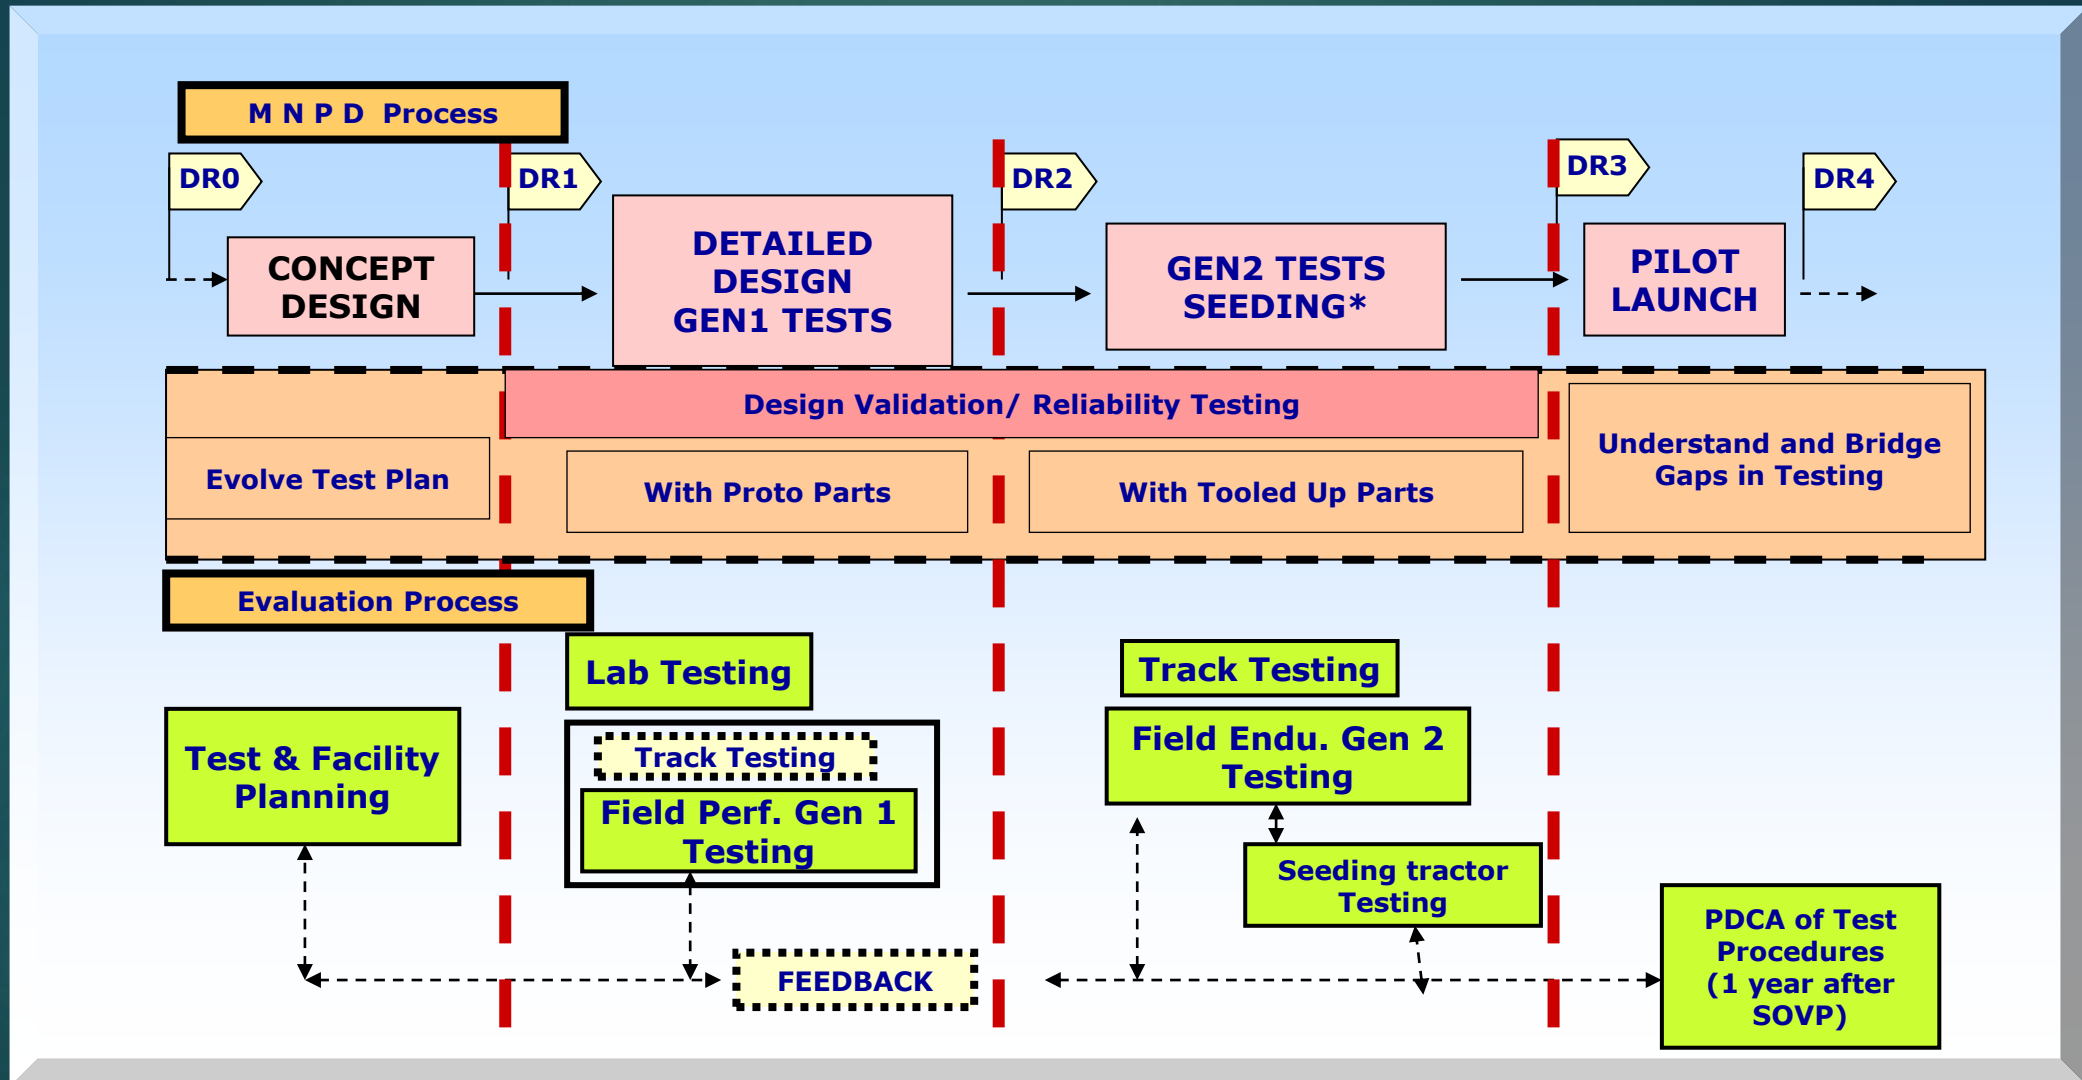 M N P D  Process
DR0
DR1
DR2
DR3
DR4
CONCEPT
DESIGN
DETAILED
DESIGN
GEN1 TESTS
GEN2 TESTS
SEEDING*
PILOT
LAUNCH
Design Validation/ Reliability Testing
Evolve Test Plan
With Proto Parts
With Tooled Up Parts
Understand and Bridge
Gaps in Testing
Evaluation Process
Lab Testing
Track Testing
Test & Facility
Planning
Track Testing
Field Perf. Gen 1
Testing
Field Endu. Gen 2
Testing
Seeding tractor
Testing
FEEDBACK
PDCA of Test
Procedures
(1 year after
SOVP)